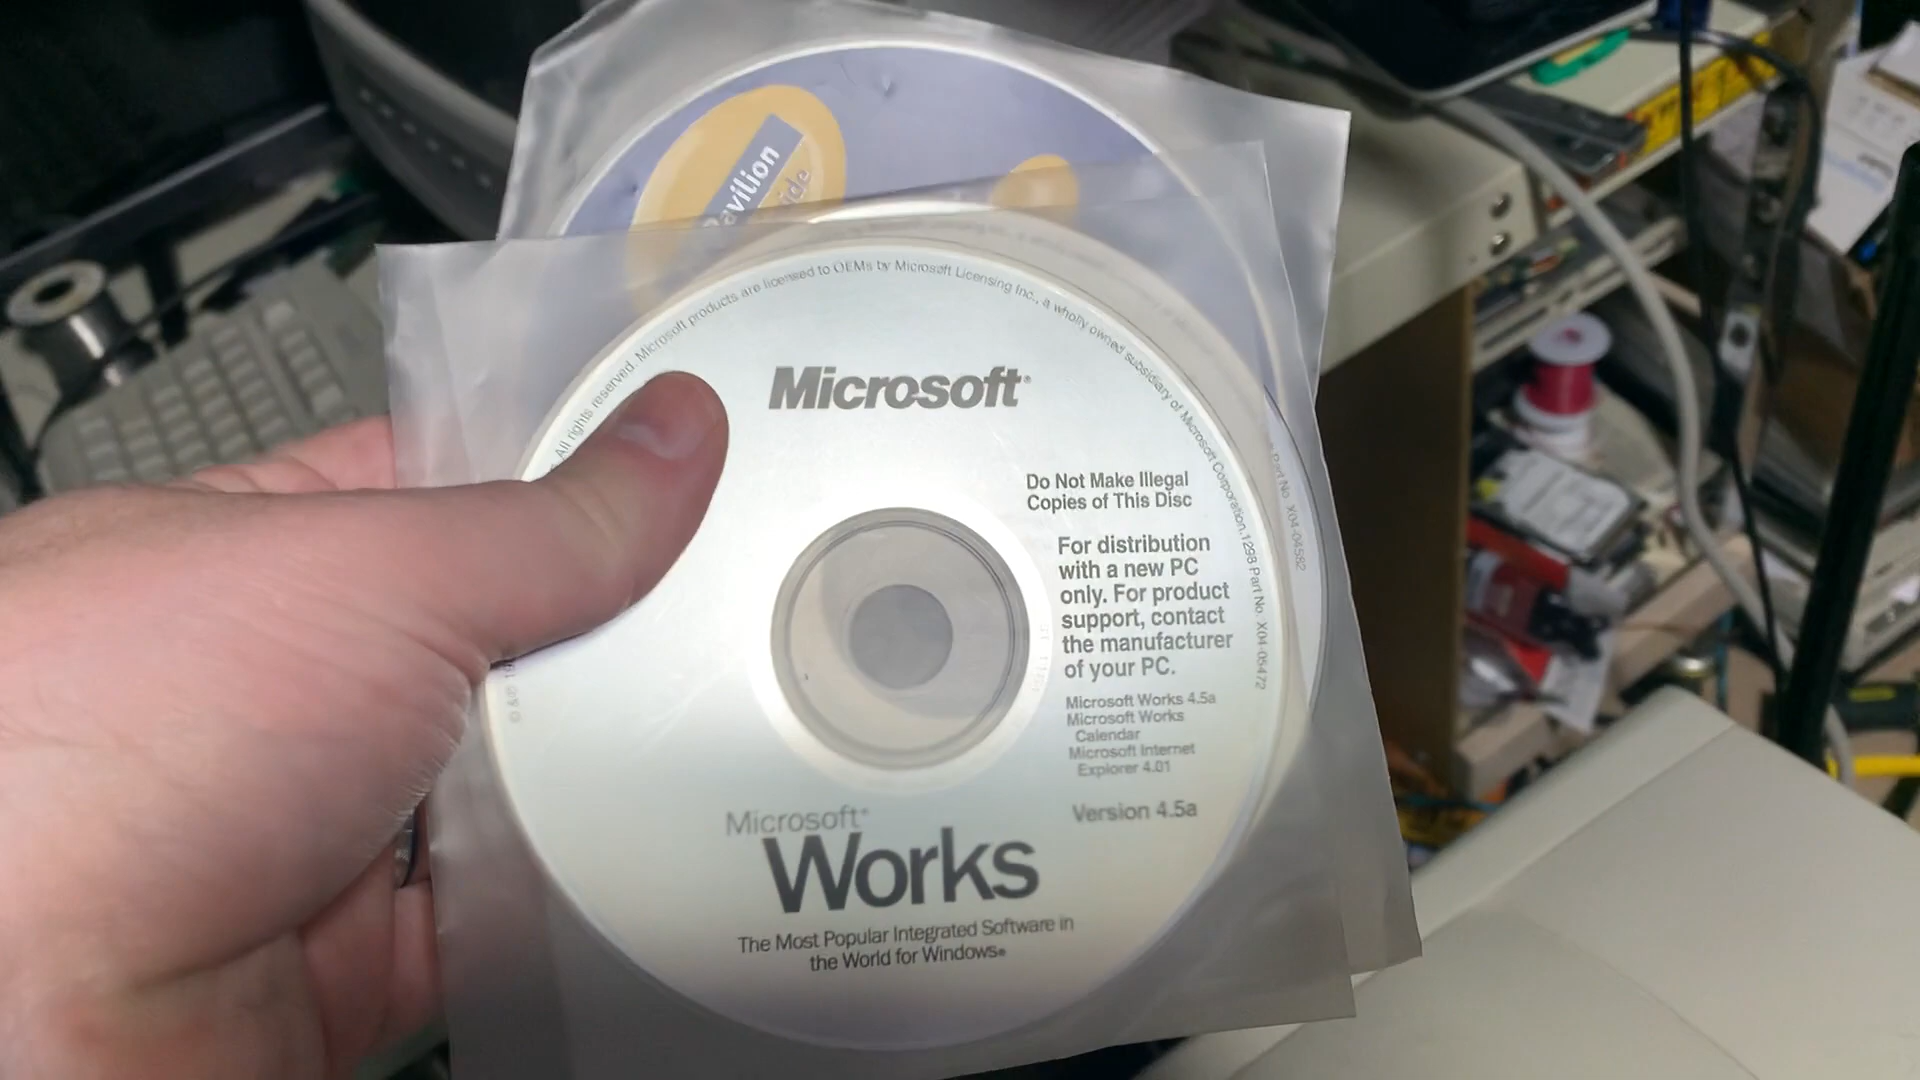 Pavilion
All rights reserved. Microsoft products are licensed to OEMs by Microsoft Licensing Inc., a wholly owned subsidiary of Microsoft Corporation. 1298 Part No. X04-05472
Part No. X04-04582
Microsoft®
Do Not Make Illegal
Copies of This Disc
For distribution
with a new PC
only. For product
support, contact
the manufacturer
of your PC.
Microsoft Works 4.5a
Microsoft Works
Calendar
Microsoft Internet
Explorer 4.01
Version 4.5a
Microsoft®
Works
The Most Popular Integrated Software in
the World for Windows®